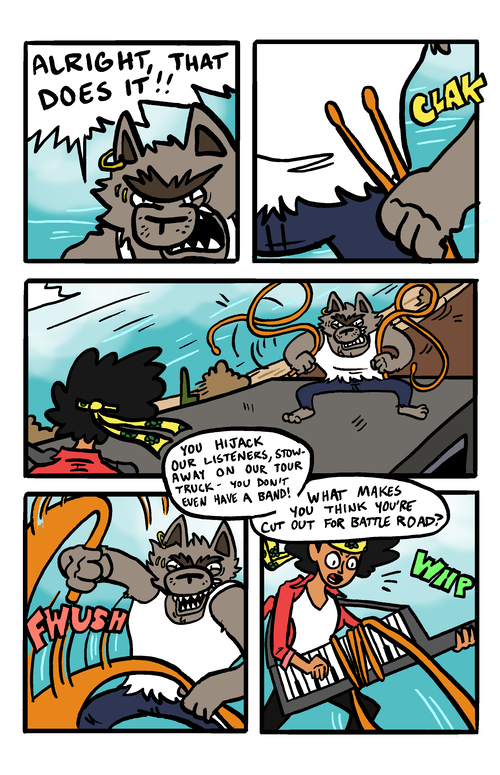 ALRIGHT, THAT
DOES IT!!
CLAK
YOU HIJACK
OUR LISTENERS, STOW-
AWAY ON OUR TOUR
TRUCK - YOU DON'T
EVEN HAVE A BAND!
WHAT MAKES
YOU THINK YOU'RE
CUT OUT FOR BATTLE ROAD?
FWUSH
WHP